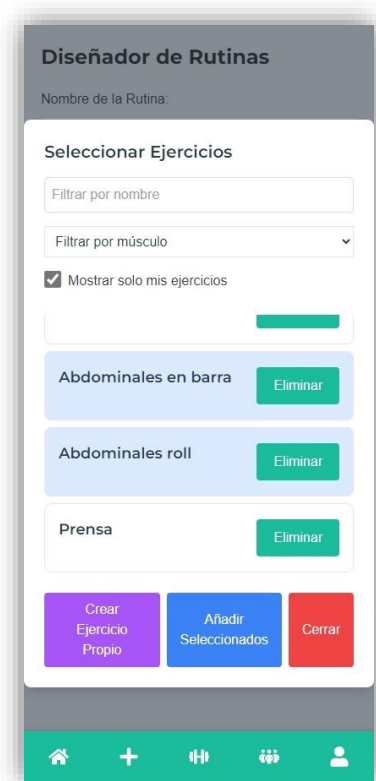 Diseñador de Rutinas
Nombre de la Rutina:
Seleccionar Ejercicios
Filtrar por nombre
Filtrar por músculo
Mostrar solo mis ejercicios
Abdominales en barra
Eliminar
Abdominales roll
Eliminar
Prensa
Eliminar
Crear
Ejercicio
Propio
Añadir
Seleccionados
Cerrar